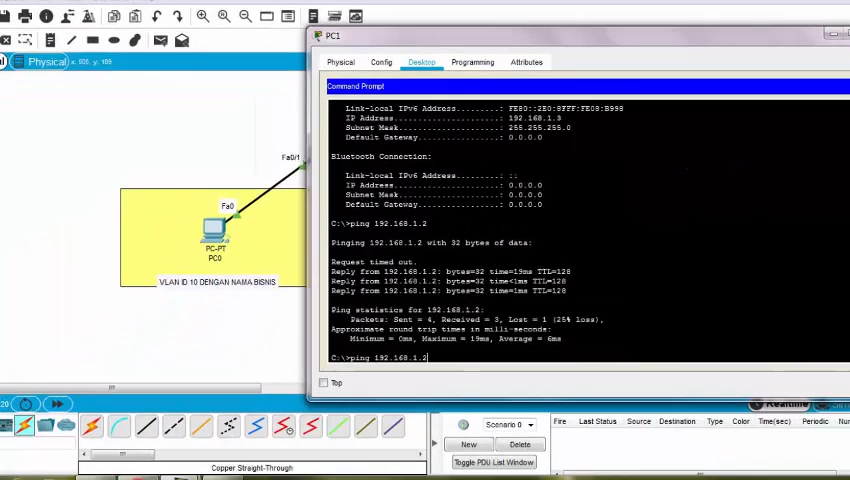 Physical x: 505, y: 189
Fa0/1
Fa0
PC-PT
PC0
VLAN ID 10 DENGAN NAMA BISNIS
PC1
Physical Config Desktop Programming Attributes
Command Prompt
Link-local IPv6 Address.........: FE80::2E0:8FFF:FE08:B998
IP Address......................: 192.168.1.3
Subnet Mask.....................: 255.255.255.0
Default Gateway.................: 0.0.0.0
Bluetooth Connection:
Link-local IPv6 Address.........: ::
IP Address......................: 0.0.0.0
Subnet Mask.....................: 0.0.0.0
Default Gateway.................: 0.0.0.0
C:\>ping 192.168.1.2
Pinging 192.168.1.2 with 32 bytes of data:
Request timed out.
Reply from 192.168.1.2: bytes=32 time=19ms TTL=128
Reply from 192.168.1.2: bytes=32 time<1ms TTL=128
Reply from 192.168.1.2: bytes=32 time=1ms TTL=128
Ping statistics for 192.168.1.2:
Packets: Sent = 4, Received = 3, Lost = 1 (25% loss),
Approximate round trip times in milli-seconds:
Minimum = 0ms, Maximum = 19ms, Average = 6ms
C:\>ping 192.168.1.2
Top
Realtime
Scenario 0
New Delete
Toggle PDU List Window
Fire Last Status Source Destination Type Color Time(sec) Periodic
Copper Straight-Through